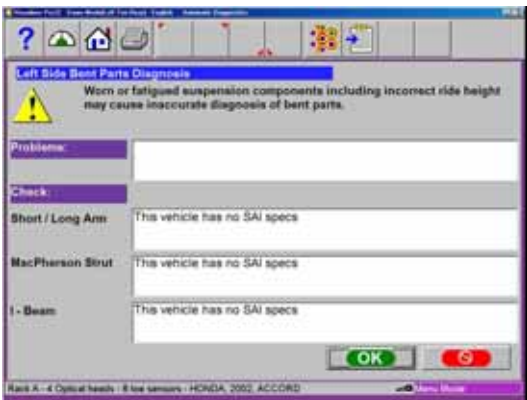 Left Side Bent Parts Diagnosis
Worn or fatigued suspension components including incorrect ride height
may cause inaccurate diagnosis of bent parts.
Problems:
Check:
Short / Long Arm
This vehicle has no SAI specs
MacPherson Strut
This vehicle has no SAI specs
I - Beam
This vehicle has no SAI specs
OK
Rack A - 4 Optical heads - 8 toe sensors - HONDA, 2002, ACCORD